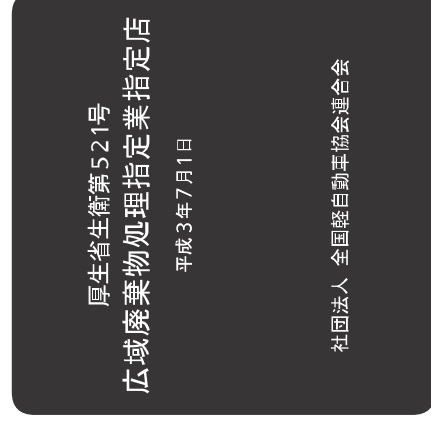 厚生省生衛第521号
広域廃棄物処理指定業指定店
平成3年7月1日
社団法人 全国軽自動車協会連合会